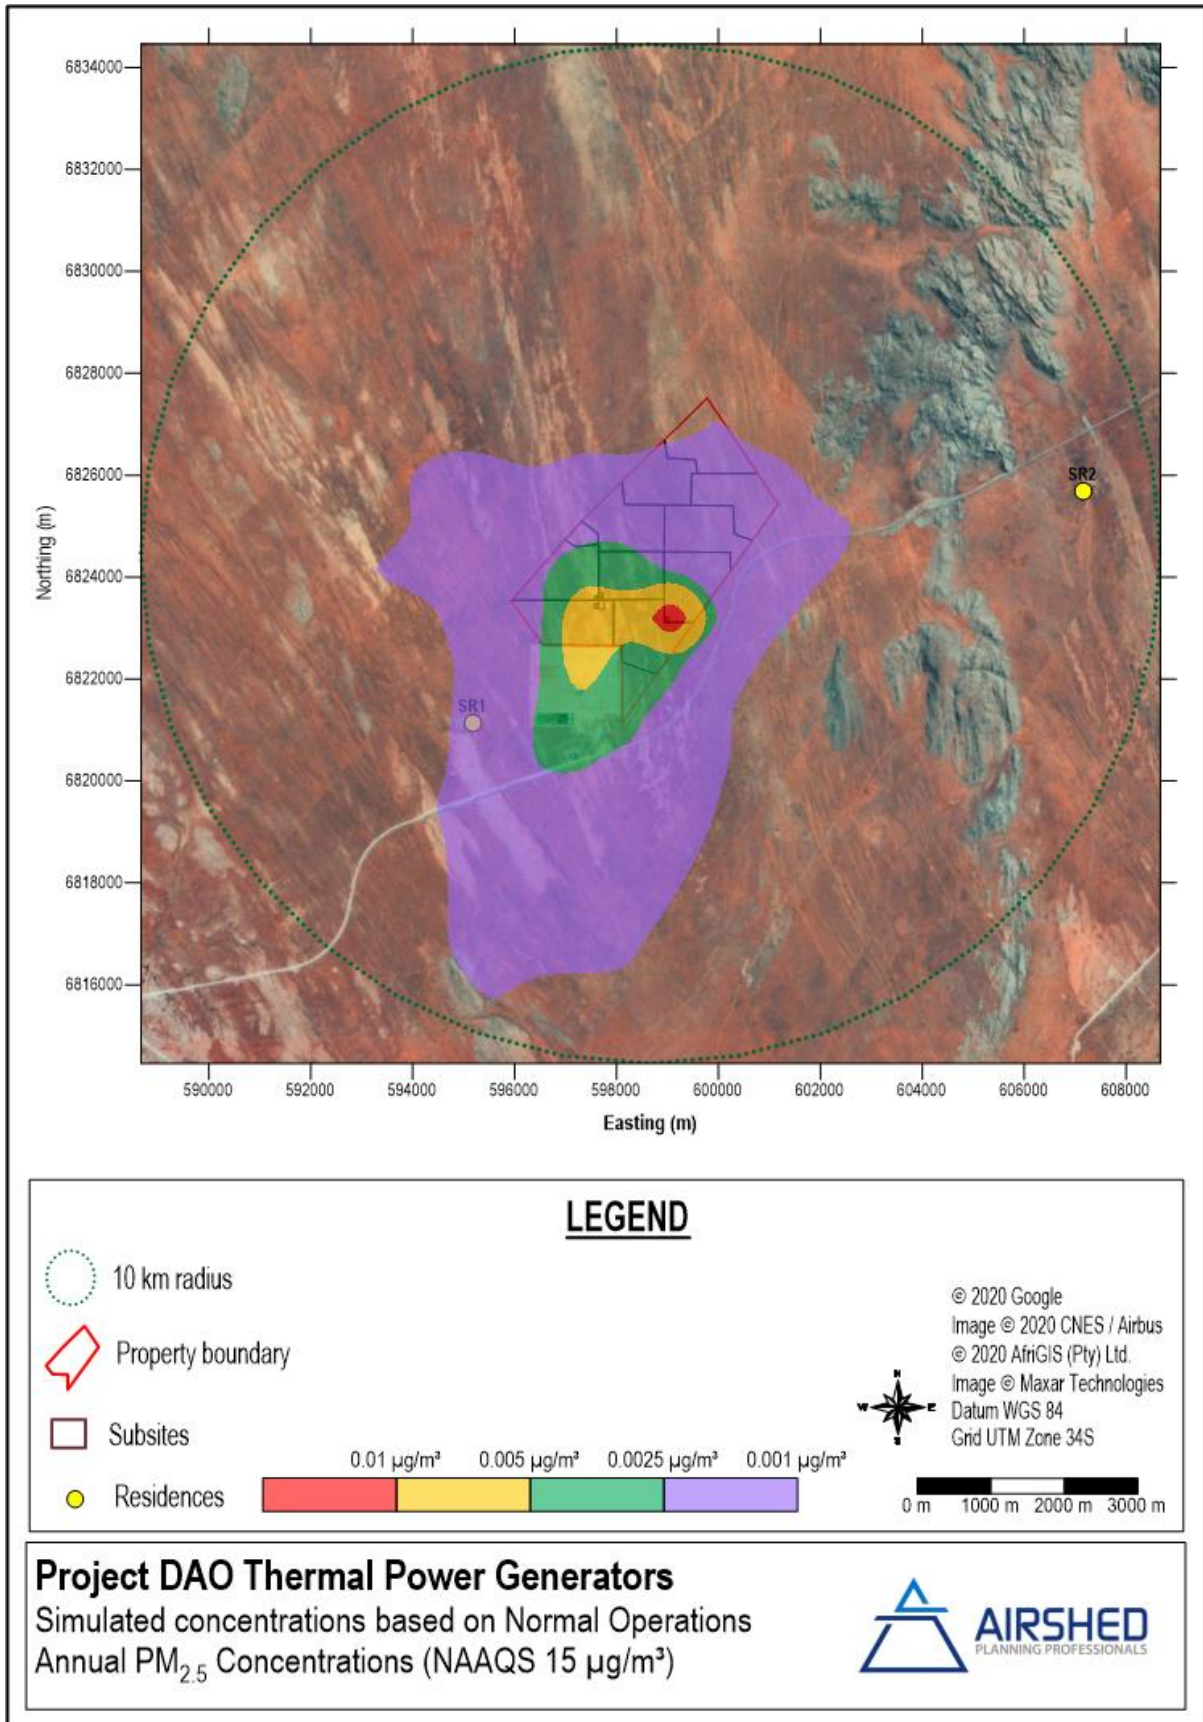 6834000
6832000
6830000
6828000
6826000
6824000
6822000
6820000
6818000
6816000
Northing (m)
SR2
SR1
590000 592000 594000 596000 598000 600000 602000 604000 606000 608000
Easting (m)
LEGEND
10 km radius
Property boundary
Subsites
Residences
0.01 µg/m³ 0.005 µg/m³ 0.0025 µg/m³ 0.001 µg/m³
© 2020 Google
Image © 2020 CNES / Airbus
© 2020 AfriGIS (Pty) Ltd.
Image © Maxar Technologies
Datum WGS 84
Grid UTM Zone 34S
N
W E
S
0 m 1000 m 2000 m 3000 m
Project DAO Thermal Power Generators
Simulated concentrations based on Normal Operations
Annual PM2.5 Concentrations (NAAQS 15 µg/m³)
AIRSHED
PLANNING PROFESSIONALS